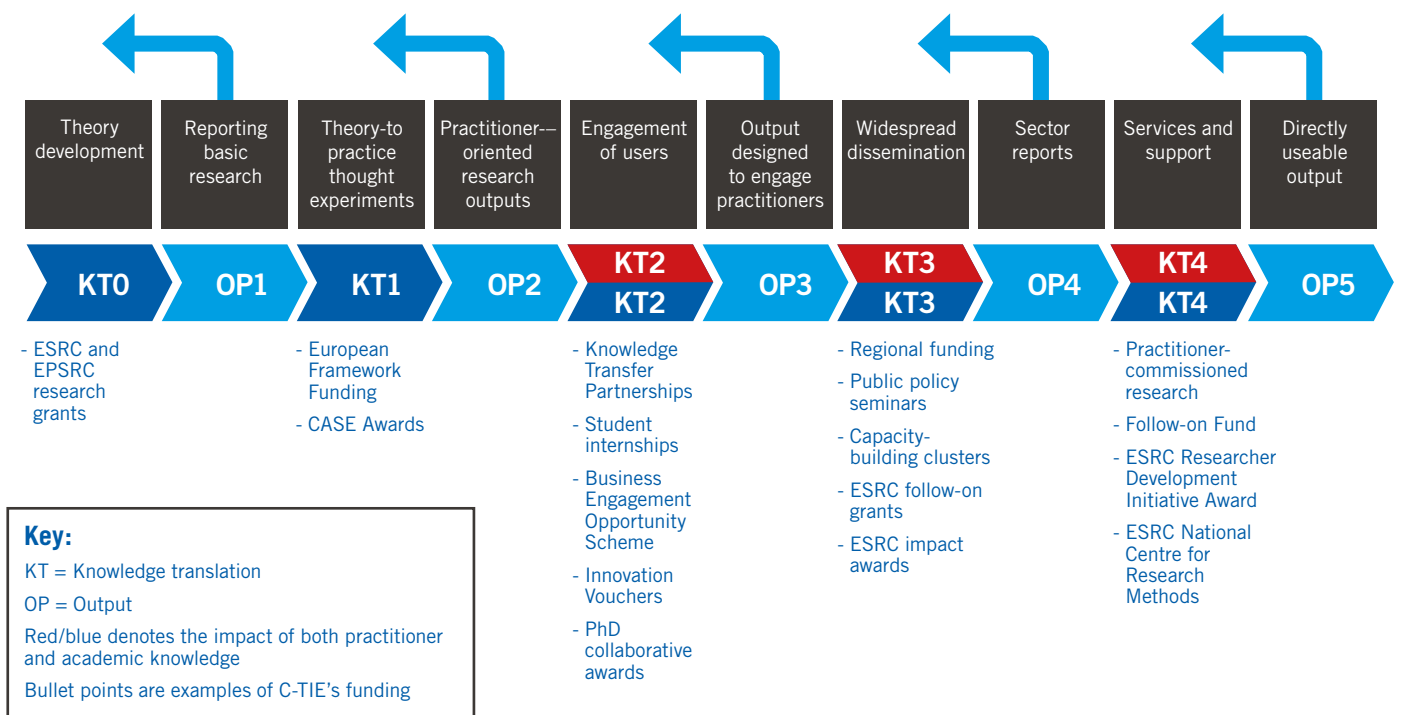 Theory
development
Reporting
basic
research
Theory-to
practice
thought
experiments
Practitioner-–
oriented
research
outputs
Engagement
of users
Output
designed
to engage
practitioners
Widespread
dissemination
Sector
reports
Services and
support
Directly
useable
output
KT0
OP1
KT1
OP2
KT2
KT2
OP3
KT3
KT3
OP4
KT4
KT4
OP5
- ESRC and
EPSRC
research
grants
- European
Framework
Funding
- CASE Awards
- Knowledge
Transfer
Partnerships
- Student
internships
- Business
Engagement
Opportunity
Scheme
- Innovation
Vouchers
- PhD
collaborative
awards
- Regional funding
- Public policy
seminars
- Capacity-
building clusters
- ESRC follow-on
grants
- ESRC impact
awards
- Practitioner-
commissioned
research
- Follow-on Fund
- ESRC Researcher
Development
Initiative Award
- ESRC National
Centre for
Research
Methods
Key:
KT = Knowledge translation
OP = Output
Red/blue denotes the impact of both practitioner
and academic knowledge
Bullet points are examples of C-TIE's funding